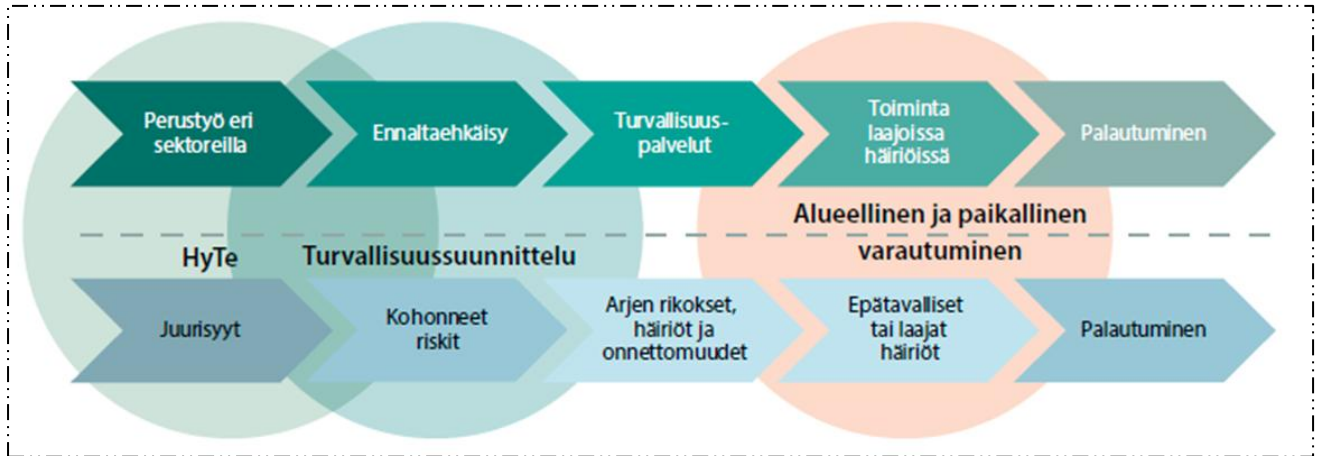 Perustyö eri
sektoreilla
Ennaltaehkäisy
Turvallisuus-
palvelut
Toiminta
laajoissa
häiriöissä
Palautuminen
HyTe
Turvallisuussuunnittelu
Alueellinen ja paikallinen
varautuminen
Juurisyyt
Kohonneet
riskit
Arjen rikokset,
häiriöt ja
onnettomuudet
Epätavalliset
tai laajat
häiriöt
Palautuminen